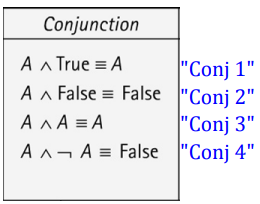 Conjunction
A ∧ True ≡ A "Conj 1"
A ∧ False ≡ False "Conj 2"
A ∧ A ≡ A "Conj 3"
A ∧ ¬ A ≡ False "Conj 4"